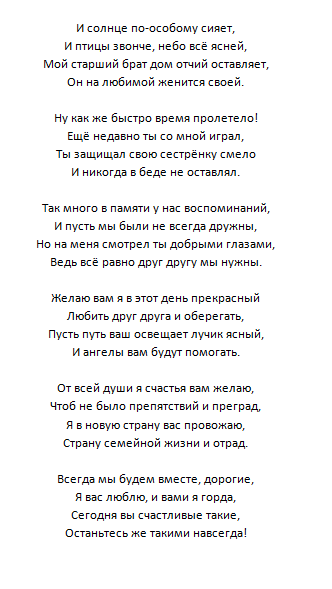 И солнце по-особому сияет,
И птицы звонче, небо всё ясней,
Мой старший брат дом отчий оставляет,
Он на любимой женится своей.
Ну как же быстро время пролетело!
Ещё недавно ты со мной играл,
Ты защищал свою сестрёнку смело
И никогда в беде не оставлял.
Так много в памяти у нас воспоминаний,
И пусть мы были не всегда дружны,
Но на меня смотрел ты добрыми глазами,
Ведь всё равно друг другу мы нужны.
Желаю вам я в этот день прекрасный
Любить друг друга и оберегать,
Пусть путь ваш освещает лучик ясный,
И ангелы вам будут помогать.
От всей души я счастья вам желаю,
Чтоб не было препятствий и преград,
Я в новую страну вас провожаю,
Страну семейной жизни и отрад.
Всегда мы будем вместе, дорогие,
Я вас люблю, и вами я горда,
Сегодня вы счастливые такие,
Останьтесь же такими навсегда!